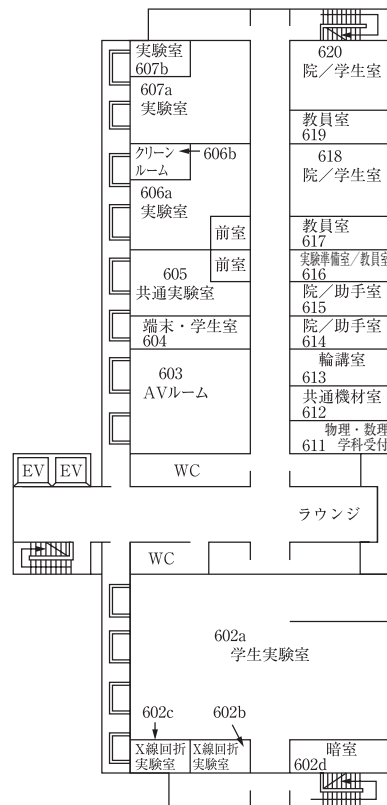 実験室
607b
607a
実験室
620
院／学生室
教員室
619
クリーン
ルーム
606b
618
院／学生室
606a
実験室
前室
教員室
617
前室
実験準備室／教員室
616
605
共通実験室
院／助手室
615
端末・学生室
604
院／助手室
614
603
AVルーム
輪講室
613
共通機材室
612
物理・数理
611 学科受付
EV
EV
WC
ラウンジ
WC
602a
学生実験室
602c
602b
X線回折
実験室
X線回折
実験室
暗室
602d